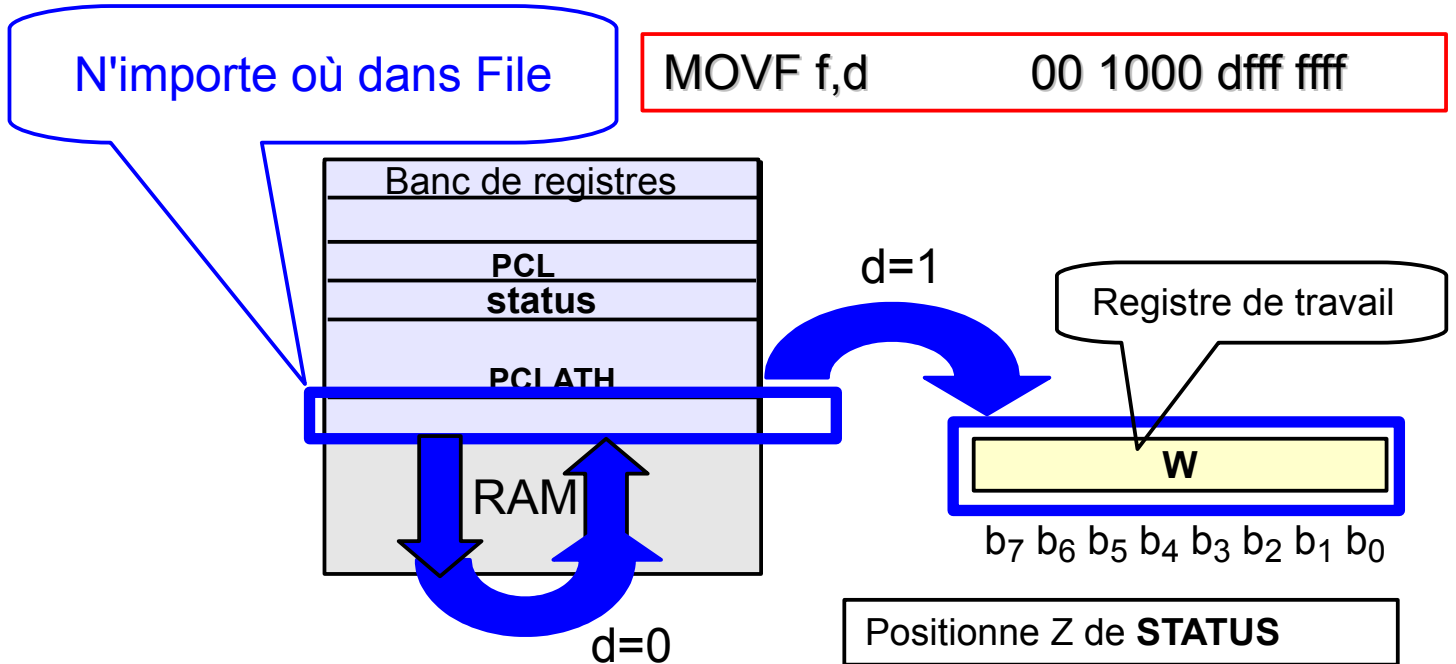 N'importe où dans File
MOVF f,d 00 1000 dfff ffff
Banc de registres
PCL
status
PCLATH
RAM
d=0
d=1
Registre de travail
W
b7 b6 b5 b4 b3 b2 b1 b0
Positionne Z de STATUS